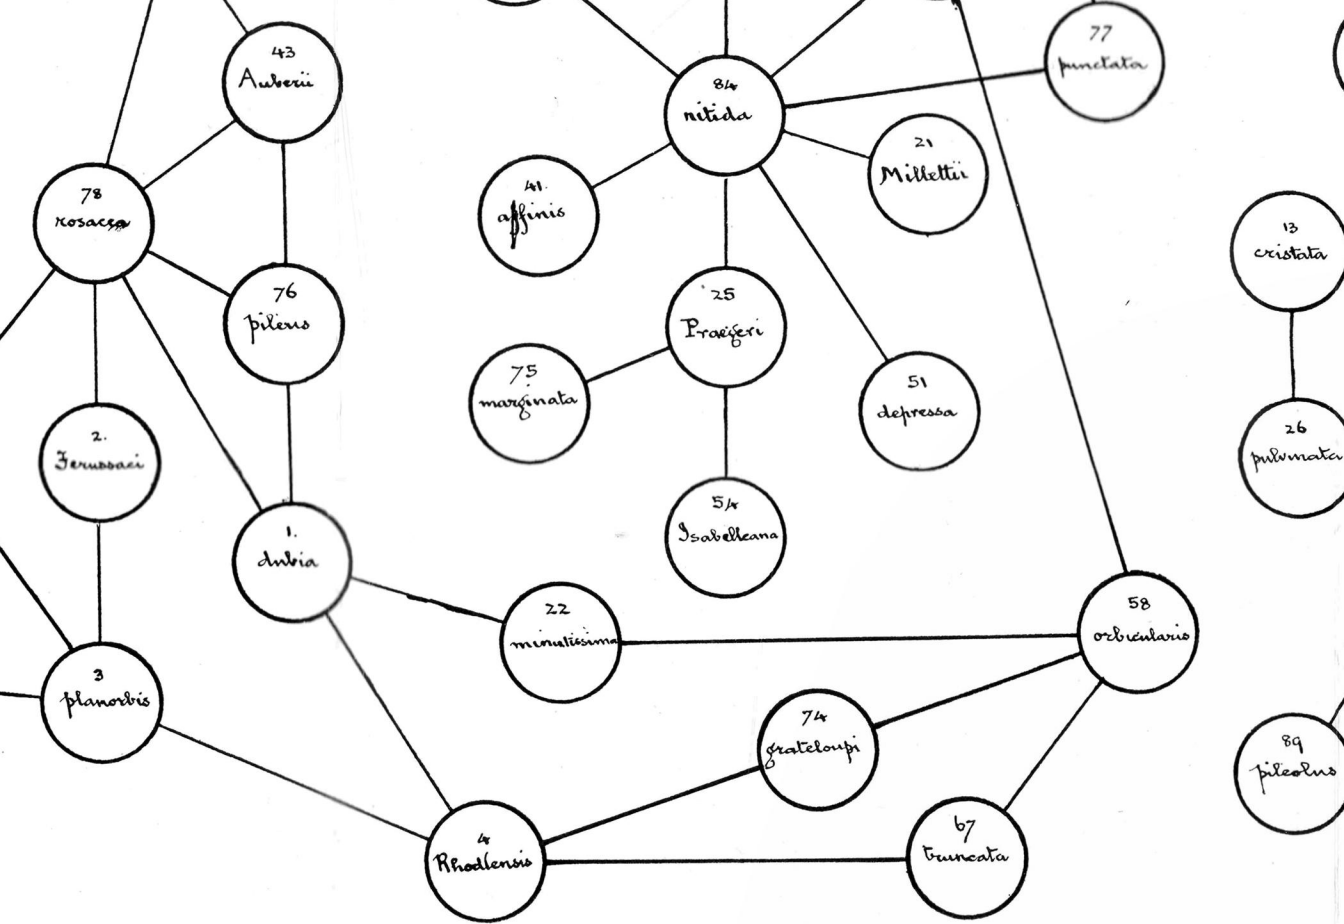 43
Auberii
77
punctata
84
nitida
21
Millettii
78
rosacea
41.
affinis
13
cristata
76
pileus
25
Praegeri
75
marginata
51
depressa
2.
Ferussaci
26
pulvinata
54
Isabelleana
1.
dubia
22
minutissima
58
orbicularis
3
planorbis
74
grateloupi
89
pileolus
4
Rhodiensis
67
truncata